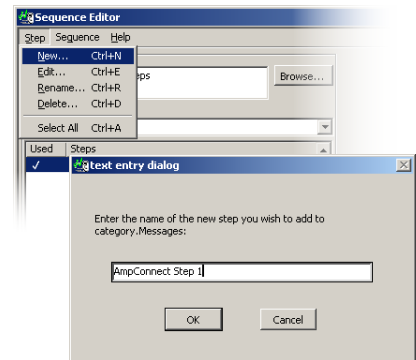 Sequence Editor
Step Sequence Help
New... Ctrl+N
Edit... Ctrl+E
Rename... Ctrl+R
Delete... Ctrl+D
Select All Ctrl+A
eps
Browse...
Used Steps
text entry dialog
Enter the name of the new step you wish to add to
category.Messages:
AmpConnect Step 1
OK Cancel